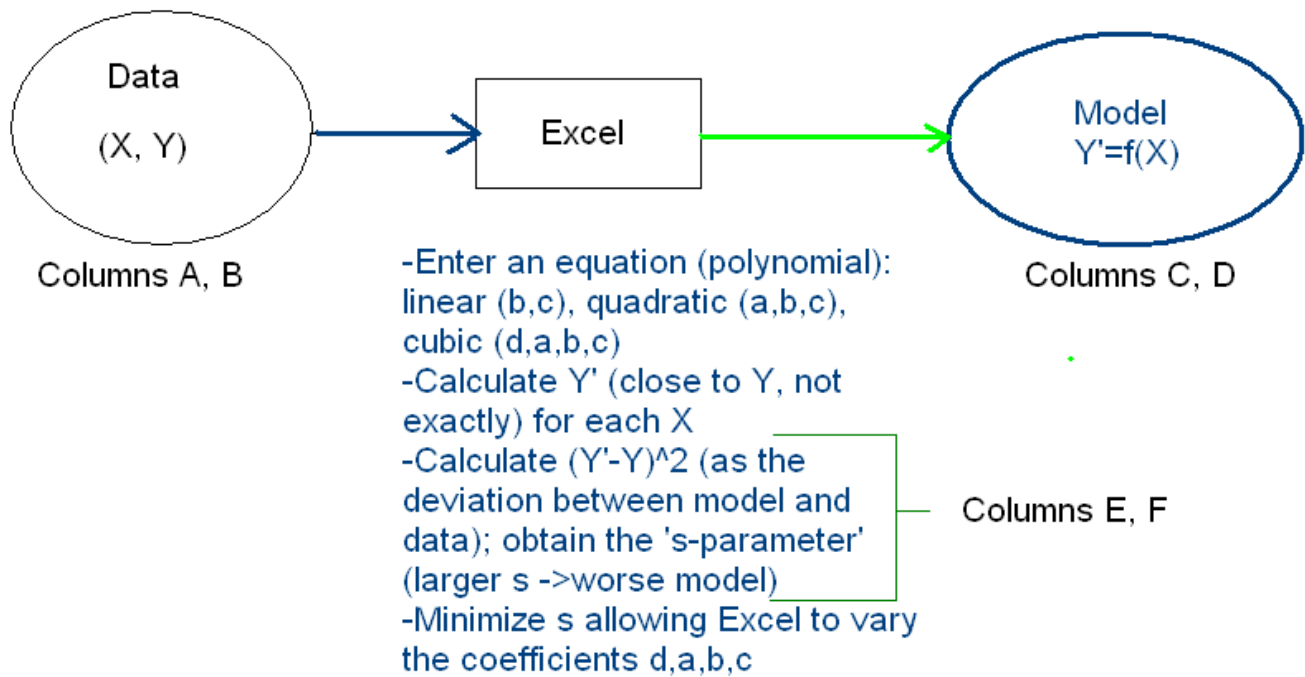 Data
(X, Y)
Excel
Model
Y'=f(X)
Columns A, B
Columns C, D
-Enter an equation (polynomial):
linear (b,c), quadratic (a,b,c),
cubic (d,a,b,c)
-Calculate Y' (close to Y, not
exactly) for each X
-Calculate (Y'-Y)^2 (as the
deviation between model and
data); obtain the 's-parameter'
(larger s ->worse model)
-Minimize s allowing Excel to vary
the coefficients d,a,b,c
Columns E, F